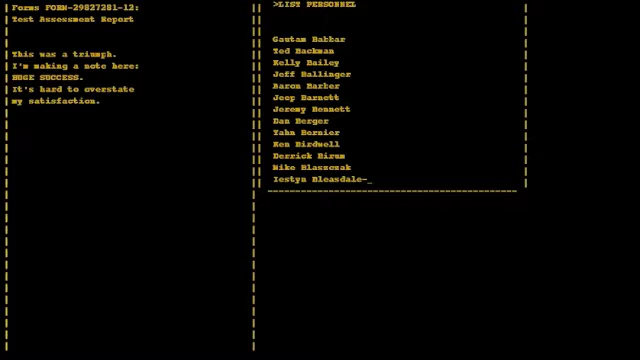 Forms FORM-29827281-12:
Test Assessment Report
This was a triumph.
I'm making a note here:
HUGE SUCCESS.
It's hard to overstate
my satisfaction.
>LIST PERSONNEL
Gautam Babbar
Ted Backman
Kelly Bailey
Jeff Ballinger
Aaron Barber
Jeep Barnett
Jeremy Bennett
Dan Berger
Yahn Bernier
Ken Birdwell
Derrick Birum
Mike Blaszczak
Iestyn Bleasdale-_